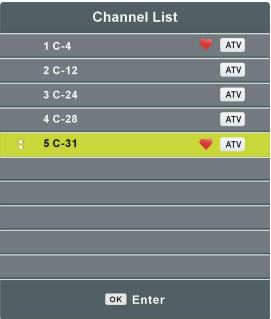 Channel List
1 C-4 ATV
2 C-12 ATV
3 C-24 ATV
4 C-28 ATV
5 C-31 ATV
OK Enter